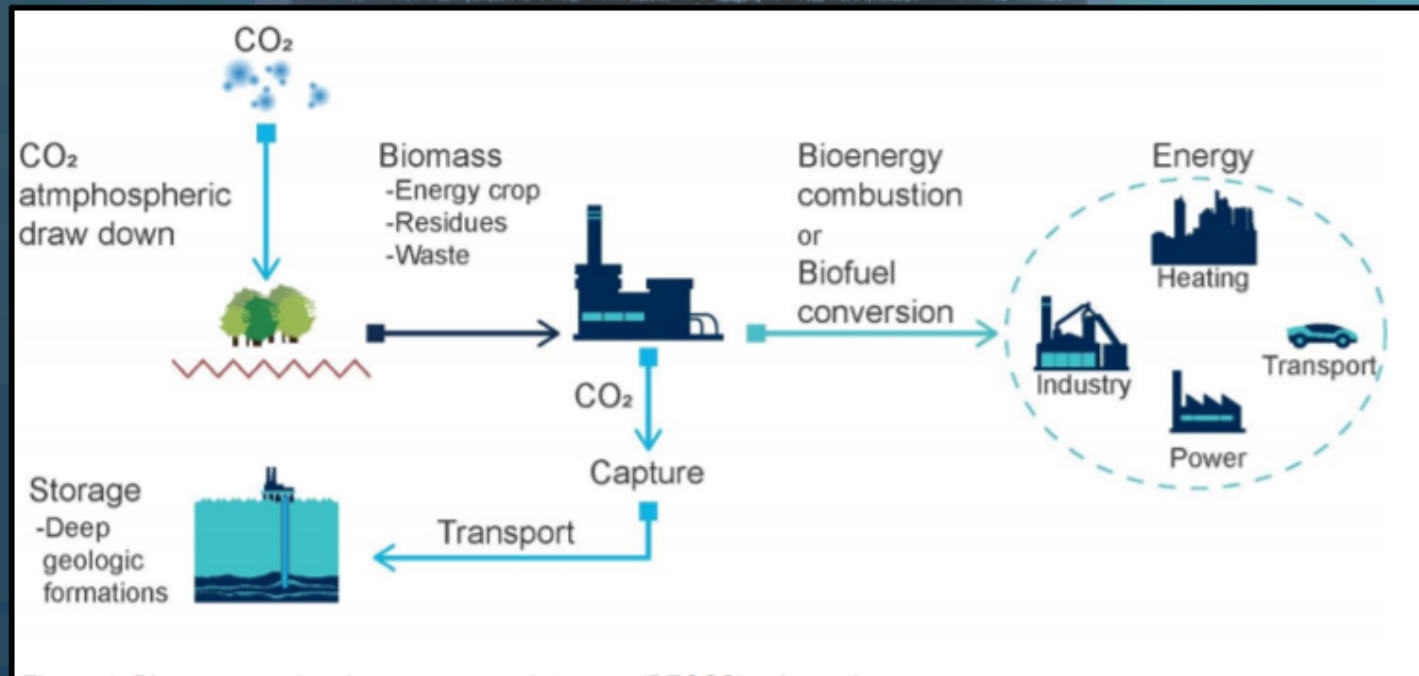 CO₂
CO₂
atmphospheric
draw down
Biomass
-Energy crop
-Residues
-Waste
Bioenergy
combustion
or
Biofuel
conversion
Energy
Heating
Industry
Transport
Power
CO₂
Capture
Transport
Storage
-Deep
geologic
formations